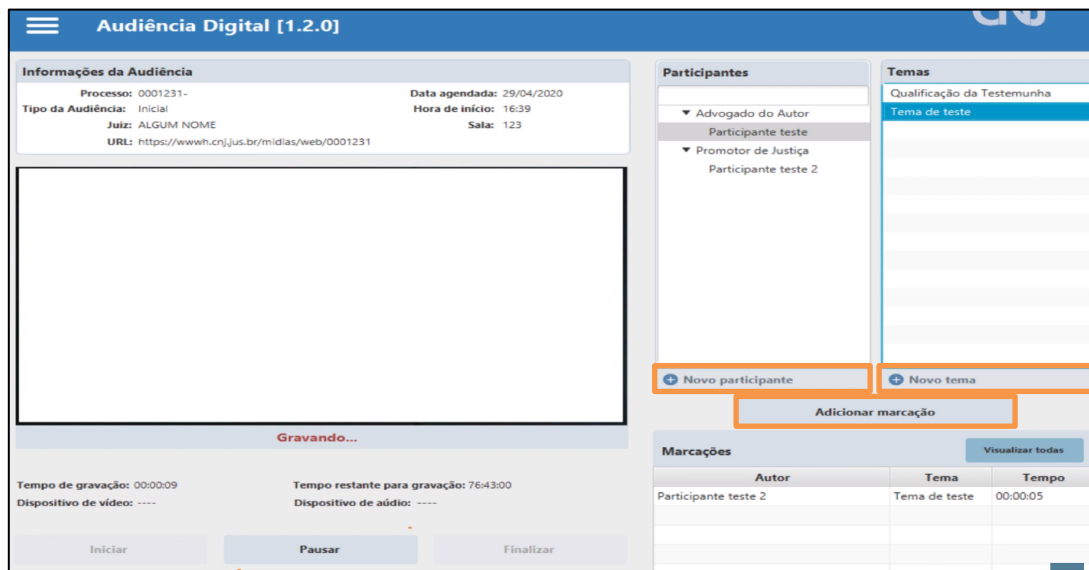 Audiência Digital [1.2.0]
CNJ
Informações da Audiência
Processo: 0001231-
Data agendada: 29/04/2020
Tipo da Audiência: Inicial
Hora de início: 16:39
Juiz: ALGUM NOME
Sala: 123
URL: https://wwwh.cnj.jus.br/midias/web/0001231
Gravando...
Tempo de gravação: 00:00:09
Tempo restante para gravação: 76:43:00
Dispositivo de vídeo: ----
Dispositivo de aúdio: ----
Iniciar
Pausar
Finalizar
Participantes
Advogado do Autor
Participante teste
Promotor de Justiça
Participante teste 2
Novo participante
Temas
Qualificação da Testemunha
Tema de teste
Novo tema
Adicionar marcação
Marcações
Visualizar todas
Autor Tema Tempo
Participante teste 2 Tema de teste 00:00:05